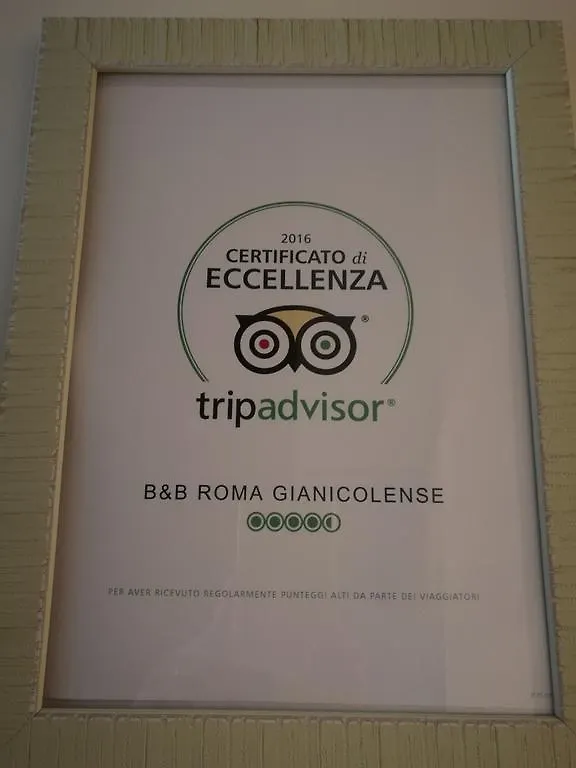 2016
CERTIFICATO di
ECCELLENZA
®
tripadvisor®
B&B ROMA GIANICOLENSE
PER AVER RICEVUTO REGOLARMENTE PUNTEGGI ALTI DA PARTE DEI VIAGGIATORI